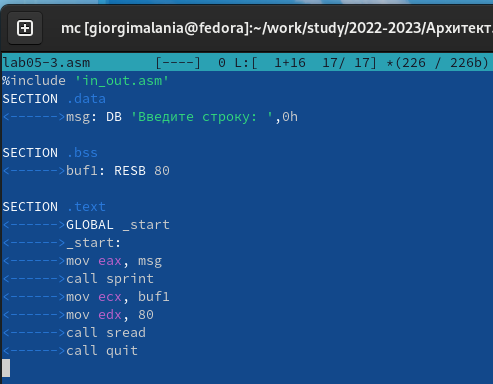 mc [giorgimalania@fedora]:~/work/study/2022-2023/Архитект
lab05-3.asm [----] 0 L:[ 1+16 17/ 17] *(226 / 226b)
%include 'in_out.asm'
SECTION .data
<------>msg: DB 'Введите строку: ',0h
SECTION .bss
<------>buf1: RESB 80
SECTION .text
<------>GLOBAL _start
<------>_start:
<------>mov eax, msg
<------>call sprint
<------>mov ecx, buf1
<------>mov edx, 80
<------>call sread
<------>call quit